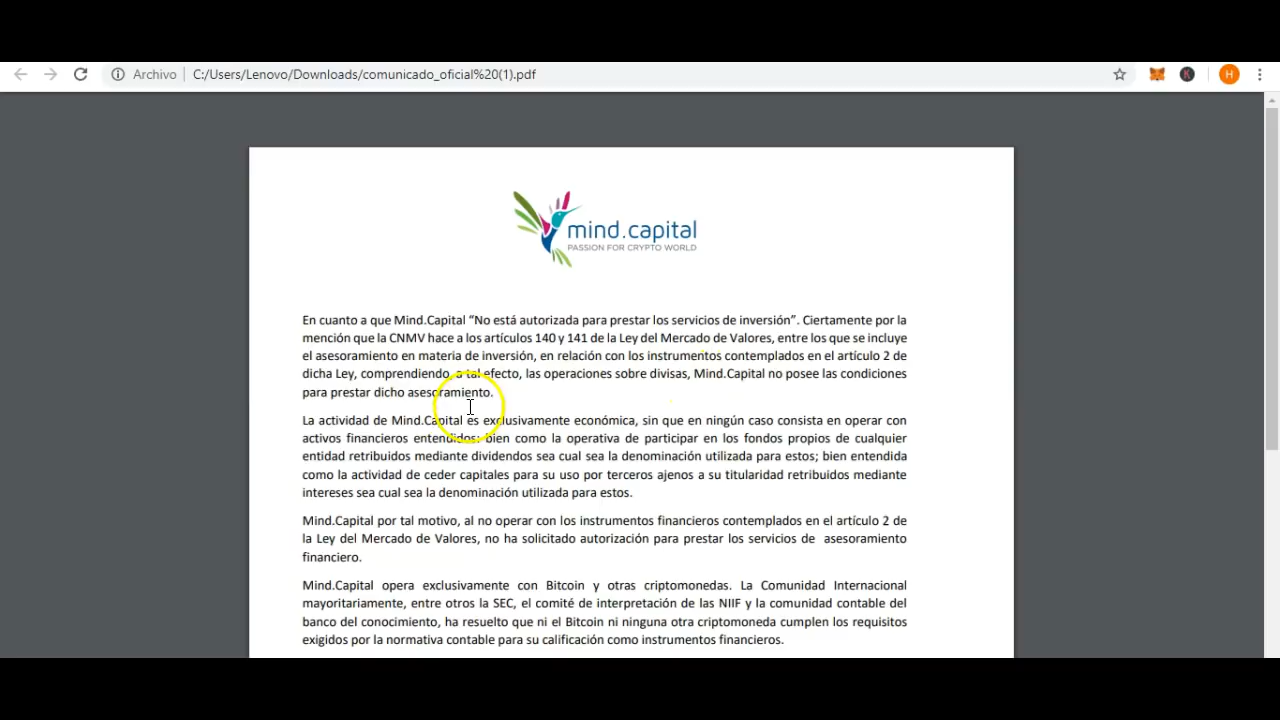 Archivo C:/Users/Lenovo/Downloads/comunicado_oficial%20(1).pdf
H
mind.capital
PASSION FOR CRYPTO WORLD
En cuanto a que Mind.Capital “No está autorizada para prestar los servicios de inversión”. Ciertamente por la
mención que la CNMV hace a los artículos 140 y 141 de la Ley del Mercado de Valores, entre los que se incluye
el asesoramiento en materia de inversión, en relación con los instrumentos contemplados en el artículo 2 de
dicha Ley, comprendiendo, a tal efecto, las operaciones sobre divisas, Mind.Capital no posee las condiciones
para prestar dicho asesoramiento.
La actividad de Mind.Capital es exclusivamente económica, sin que en ningún caso consista en operar con
activos financieros entendidos; bien como la operativa de participar en los fondos propios de cualquier
entidad retribuidos mediante dividendos sea cual sea la denominación utilizada para estos; bien entendida
como la actividad de ceder capitales para su uso por terceros ajenos a su titularidad retribuidos mediante
intereses sea cual sea la denominación utilizada para estos.
Mind.Capital por tal motivo, al no operar con los instrumentos financieros contemplados en el artículo 2 de
la Ley del Mercado de Valores, no ha solicitado autorización para prestar los servicios de asesoramiento
financiero.
Mind.Capital opera exclusivamente con Bitcoin y otras criptomonedas. La Comunidad Internacional
mayoritariamente, entre otros la SEC, el comité de interpretación de las NIIF y la comunidad contable del
banco del conocimiento, ha resuelto que ni el Bitcoin ni ninguna otra criptomoneda cumplen los requisitos
exigidos por la normativa contable para su calificación como instrumentos financieros.